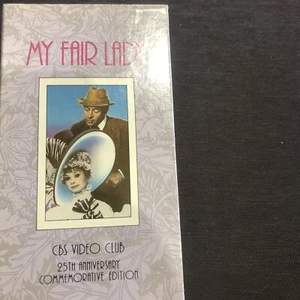 MY FAIR LADY
CBS VIDEO CLUB
25TH ANNIVERSARY
COMMEMORATIVE EDITION